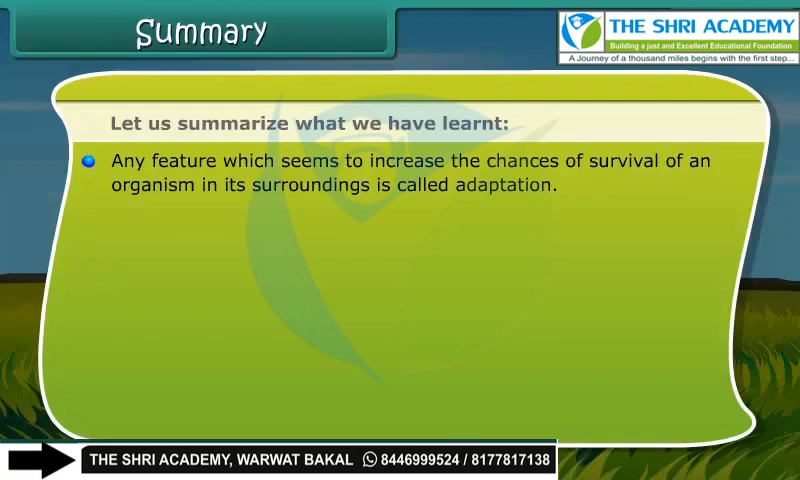 Summary
THE SHRI ACADEMY
Building a just and Excellent Educational Foundation
A Journey of a thousand miles begins with the first step...
Let us summarize what we have learnt:
Any feature which seems to increase the chances of survival of an
organism in its surroundings is called adaptation.
THE SHRI ACADEMY, WARWAT BAKAL 8446999524 / 8177817138